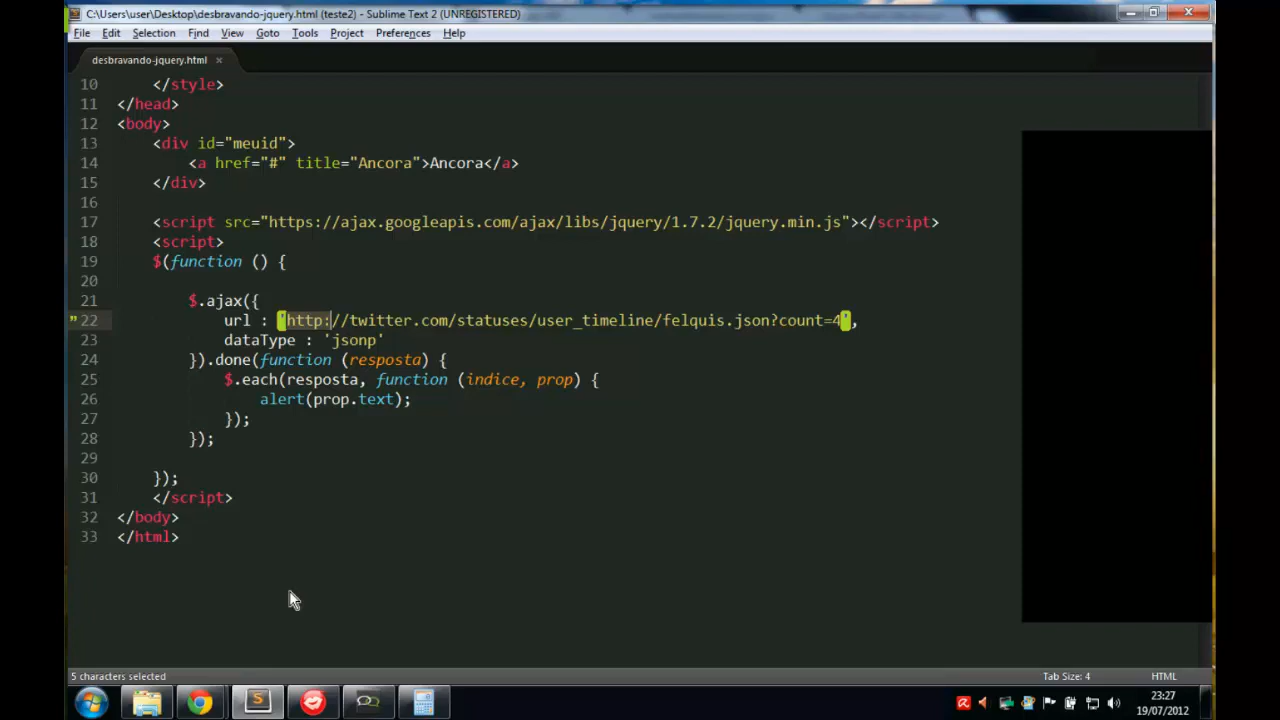 C:\Users\user\Desktop\desbravando-jquery.html (teste2) - Sublime Text 2 (UNREGISTERED)
File Edit Selection Find View Goto Tools Project Preferences Help
desbravando-jquery.html ×
10 </style>
11 </head>
12 <body>
13 <div id="meuid">
14 <a href="#" title="Ancora">Ancora</a>
15 </div>
16
17 <script src="https://ajax.googleapis.com/ajax/libs/jquery/1.7.2/jquery.min.js"></script>
18 <script>
19 $(function () {
20
21 $.ajax({
22 url : 'http://twitter.com/statuses/user_timeline/felquis.json?count=4',
23 dataType : 'jsonp'
24 }).done(function (resposta) {
25 $.each(resposta, function (indice, prop) {
26 alert(prop.text);
27 });
28 });
29
30 });
31 </script>
32 </body>
33 </html>
5 characters selected Tab Size: 4 HTML
23:27
19/07/2012